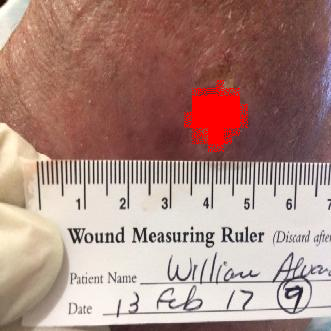 1 2 3 4 5 6 7
Wound Measuring Ruler (Discard after
Patient Name William
Date 13 Feb 17 9